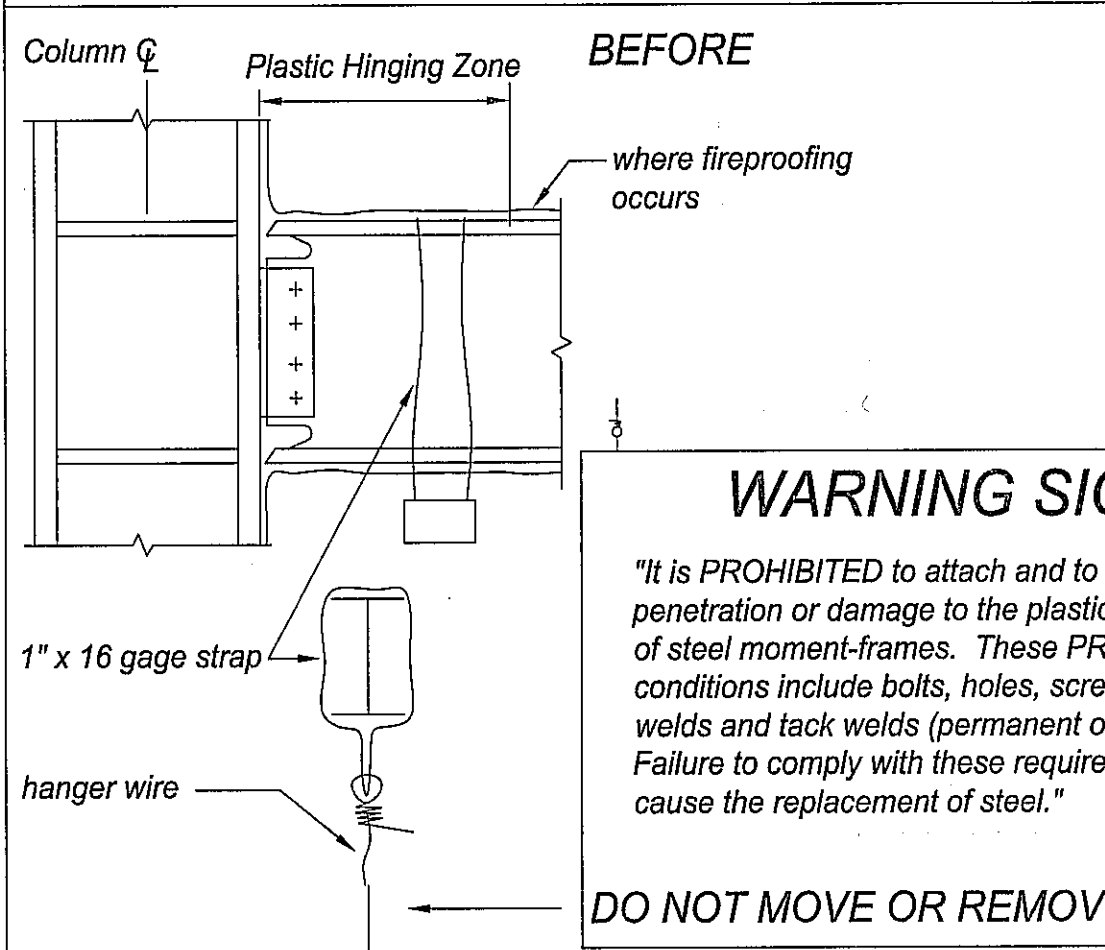 BEFORE
Column ℄
Plastic Hinging Zone
where fireproofing
occurs
1" x 16 gage strap
hanger wire
WARNING SIG
"It is PROHIBITED to attach and to
penetration or damage to the plastic
of steel moment-frames. These PR
conditions include bolts, holes, scre
welds and tack welds (permanent o
Failure to comply with these require
cause the replacement of steel."
DO NOT MOVE OR REMOV